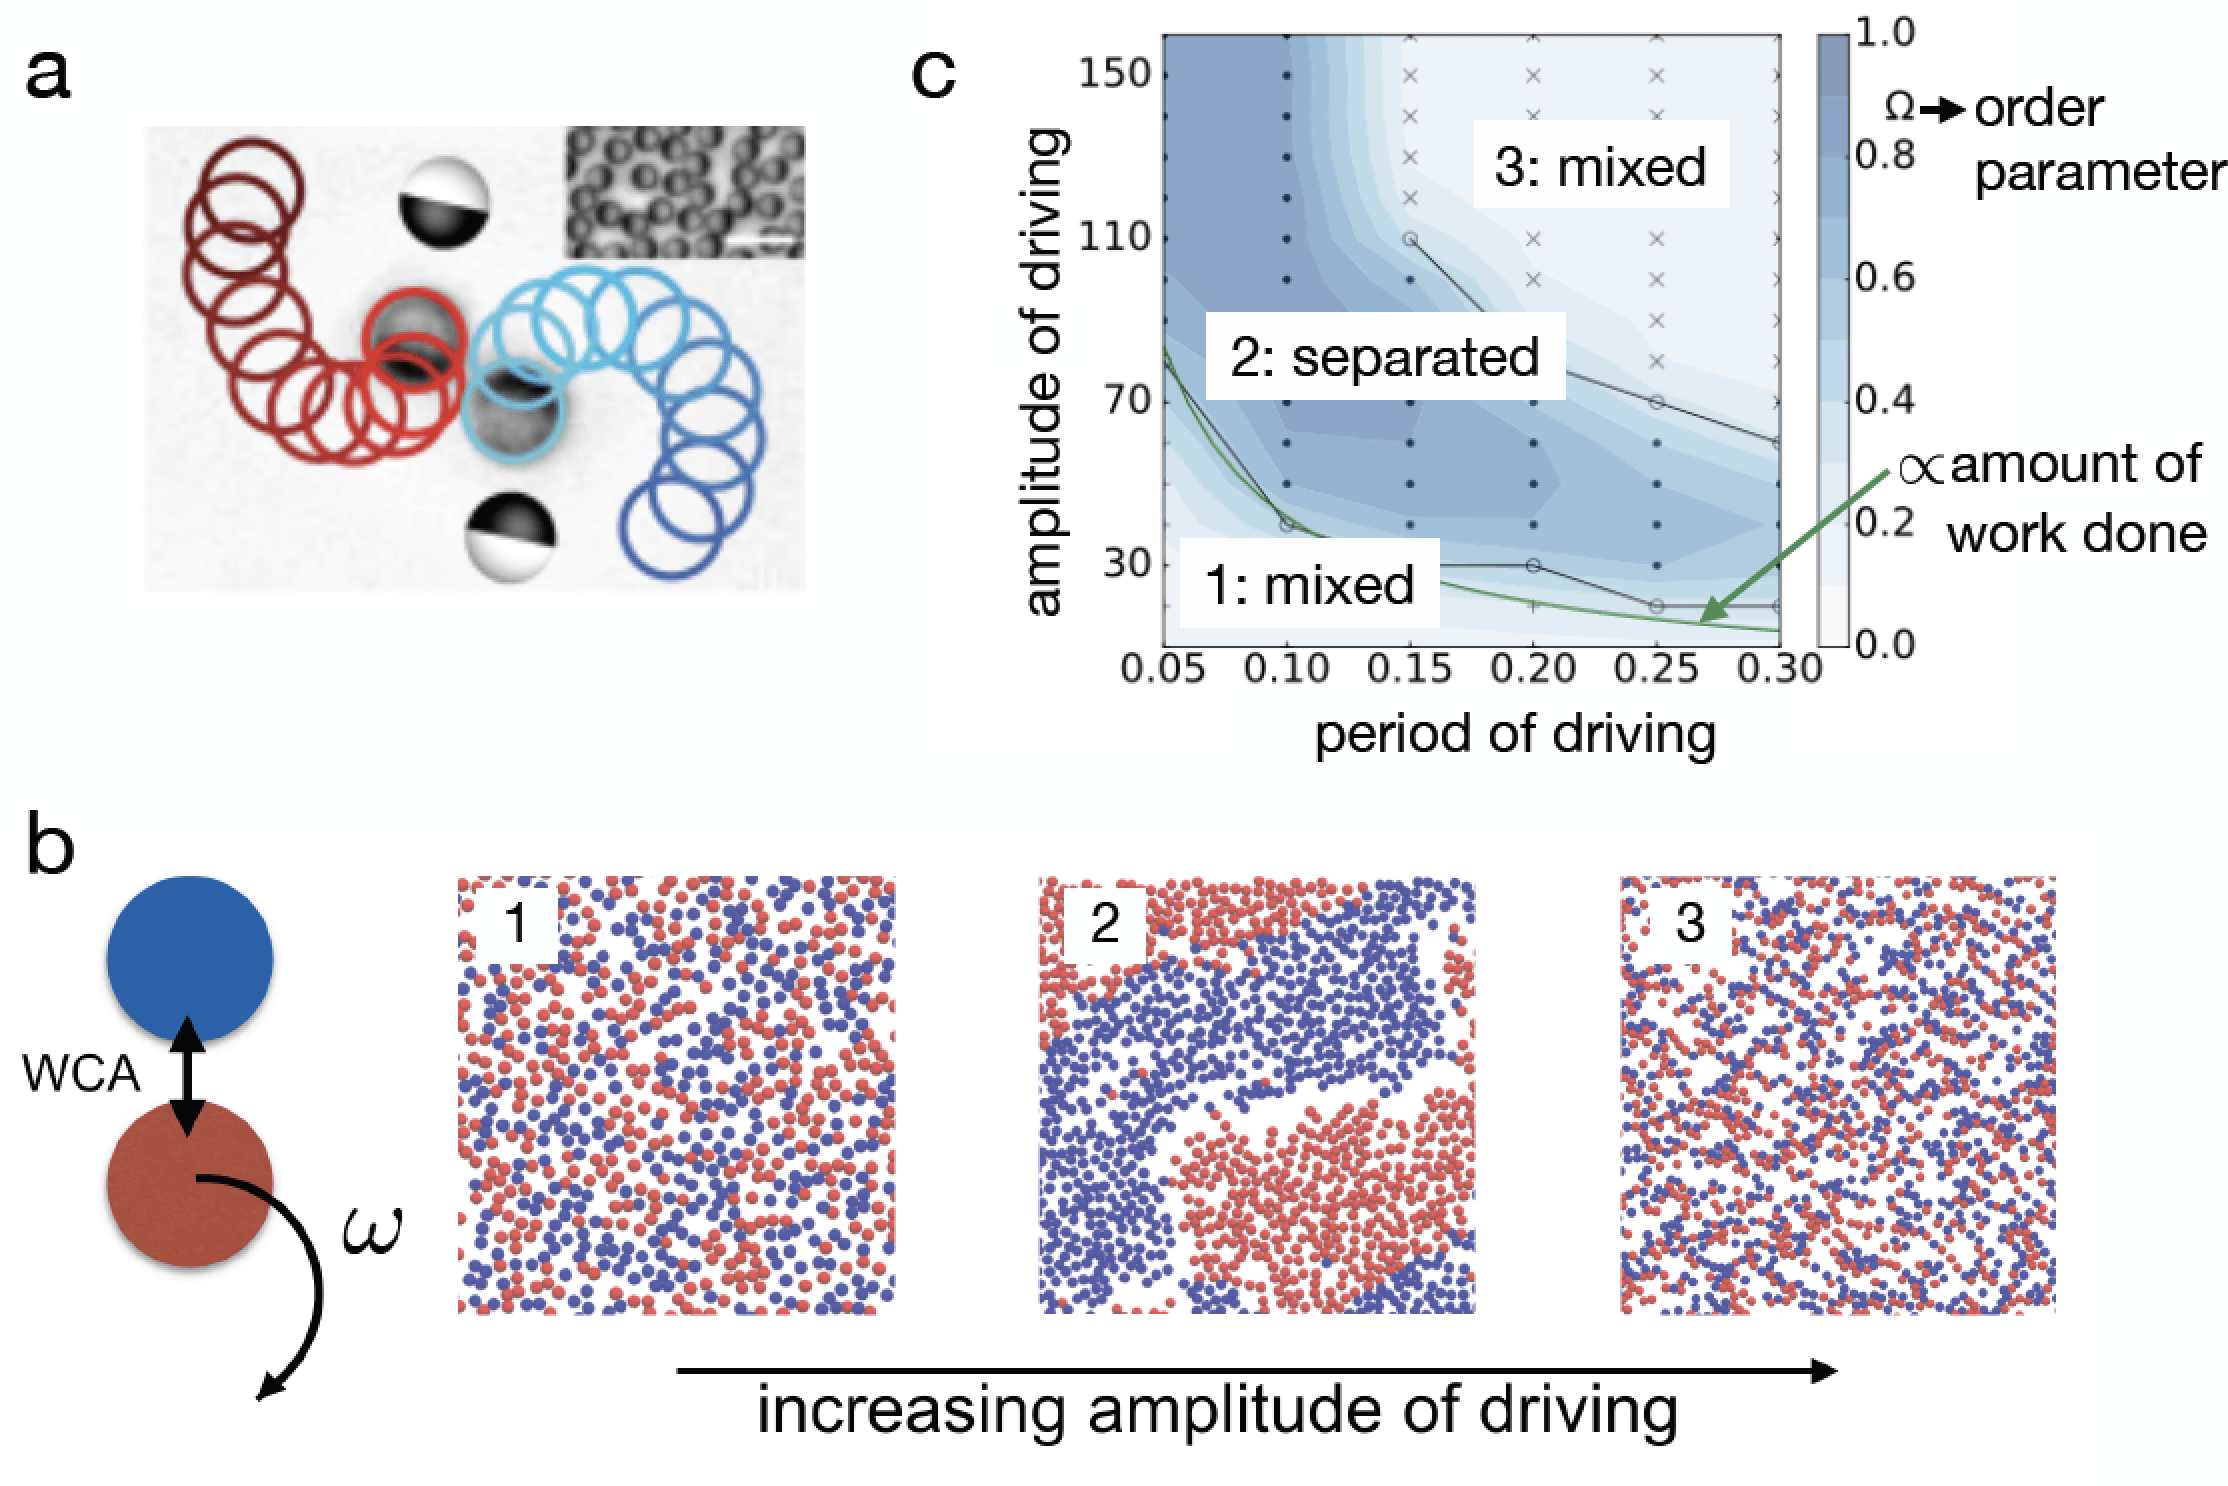 a
c
amplitude of driving
150
110
70
30
3: mixed
2: separated
1: mixed
0.05 0.10 0.15 0.20 0.25 0.30
period of driving
1.0
0.8
0.6
0.4
0.2
0.0
Ω order
parameter
∝ amount of
work done
b
WCA
ω
1
2
3
increasing amplitude of driving